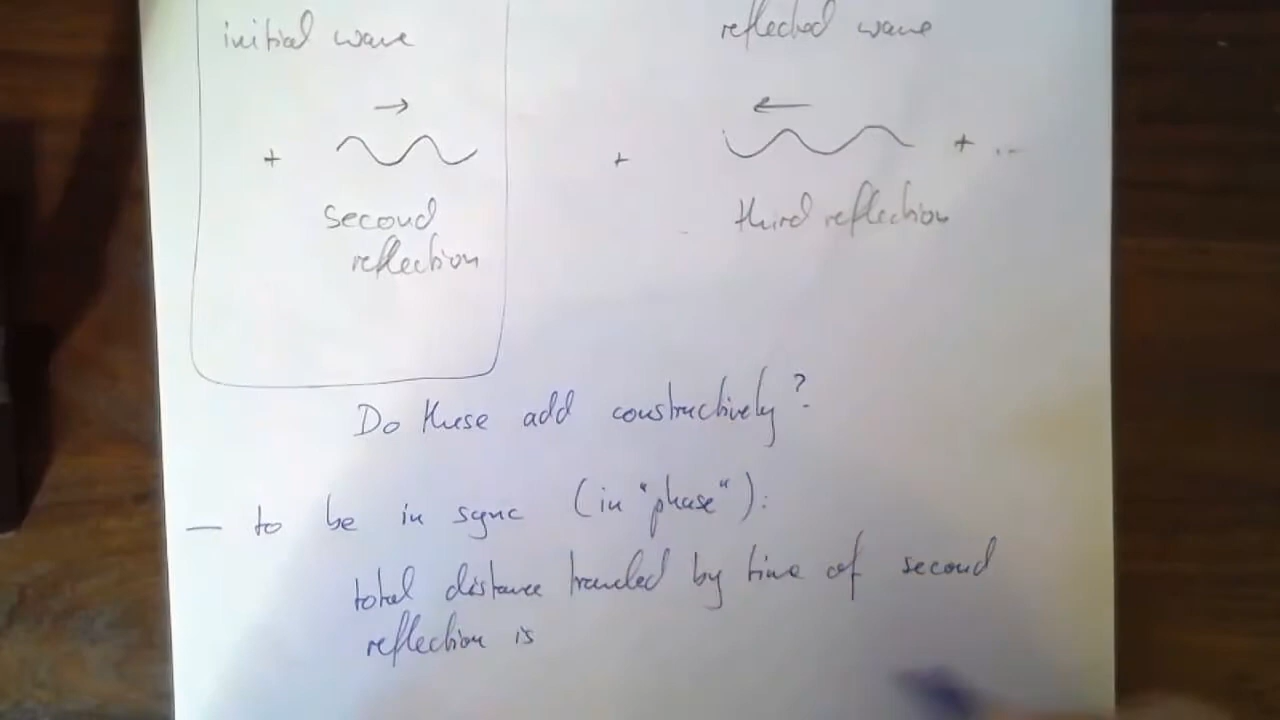 initial wave reflected wave
→ ←
+ + + ...
second third reflection
reflection
Do these add constructively?
— to be in sync (in "phase"):
total distance traveled by time of second
reflection is